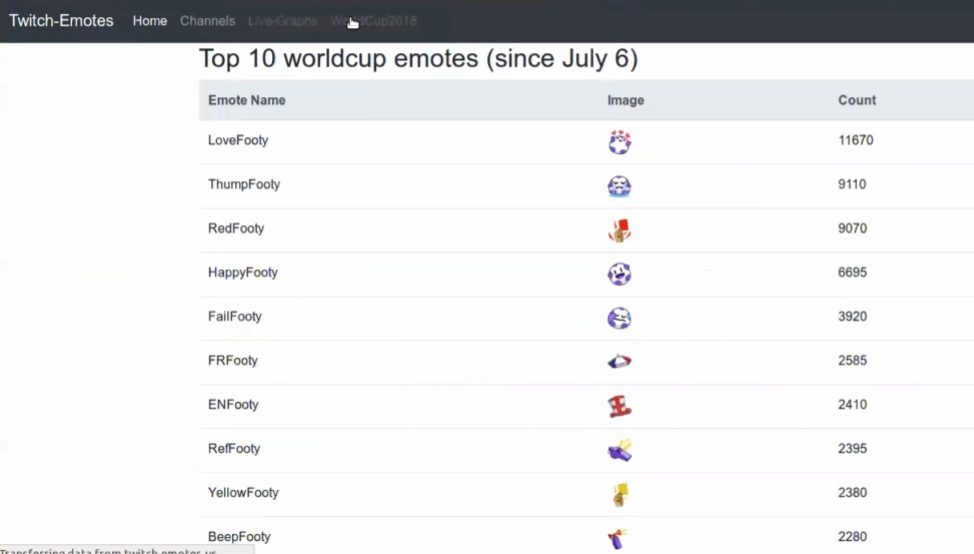 Twitch-Emotes Home Channels Live-Graphs WorldCup2018
Top 10 worldcup emotes (since July 6)
Emote Name Image Count
LoveFooty 11670
ThumpFooty 9110
RedFooty 9070
HappyFooty 6695
FailFooty 3920
FRFooty 2585
ENFooty 2410
RefFooty 2395
YellowFooty 2380
BeepFooty 2280
Transferring data from twitch-emotes.us